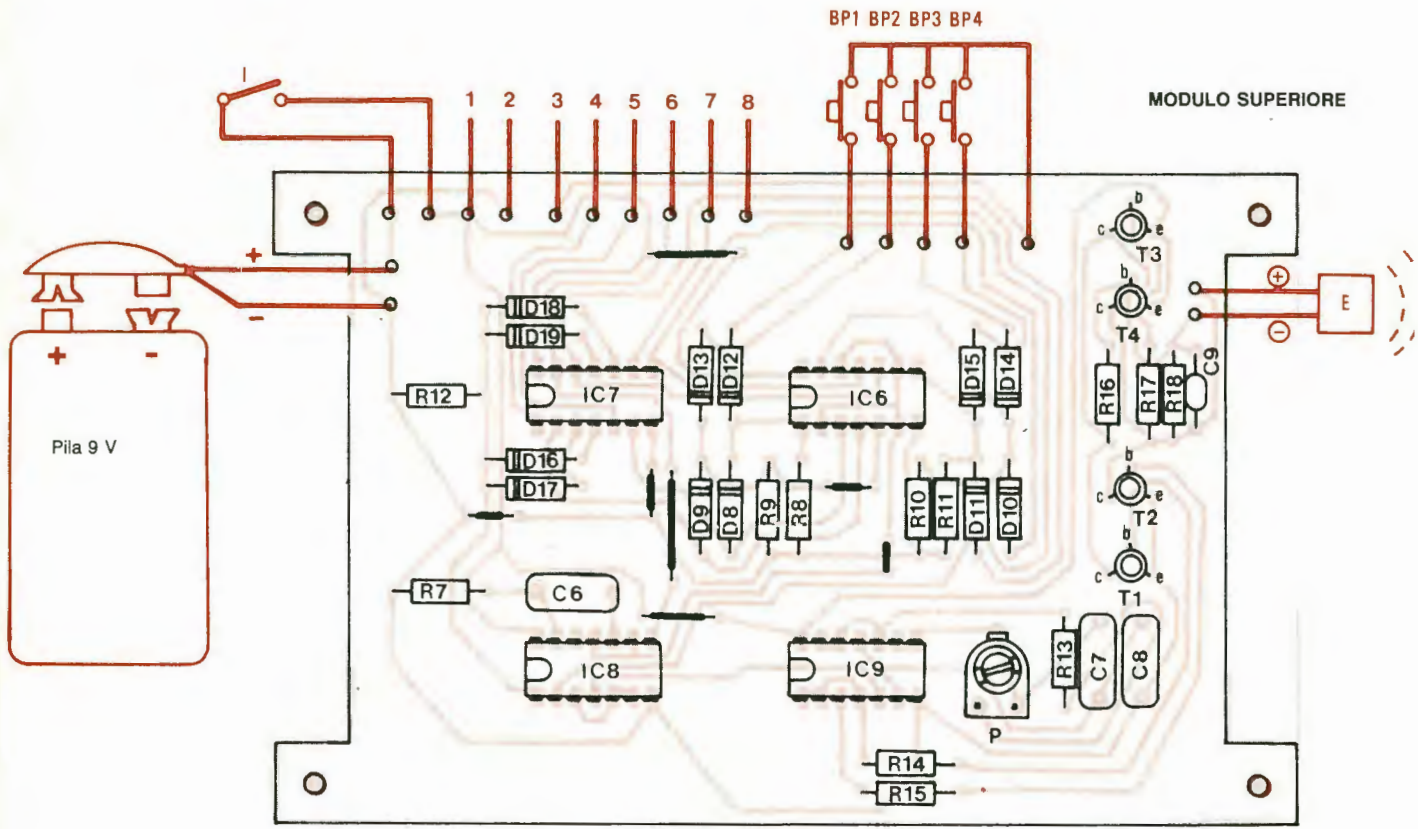 BP1 BP2 BP3 BP4
MODULO SUPERIORE
I
1 2 3 4 5 6 7 8
b
c e
T3
+
-
+ -
Pila 9 V
b
c e
T4
+
E
-
D18
D19
D13 D12
D15 D14
R12
IC7
IC6
R16 R17 R18 C9
D16
D17
D9 D8 R9 R8
R10 R11 D11 D10
b
c e
T2
b
c e
T1
R7
C6
IC8
IC9
P
R13 C7 C8
R14
R15